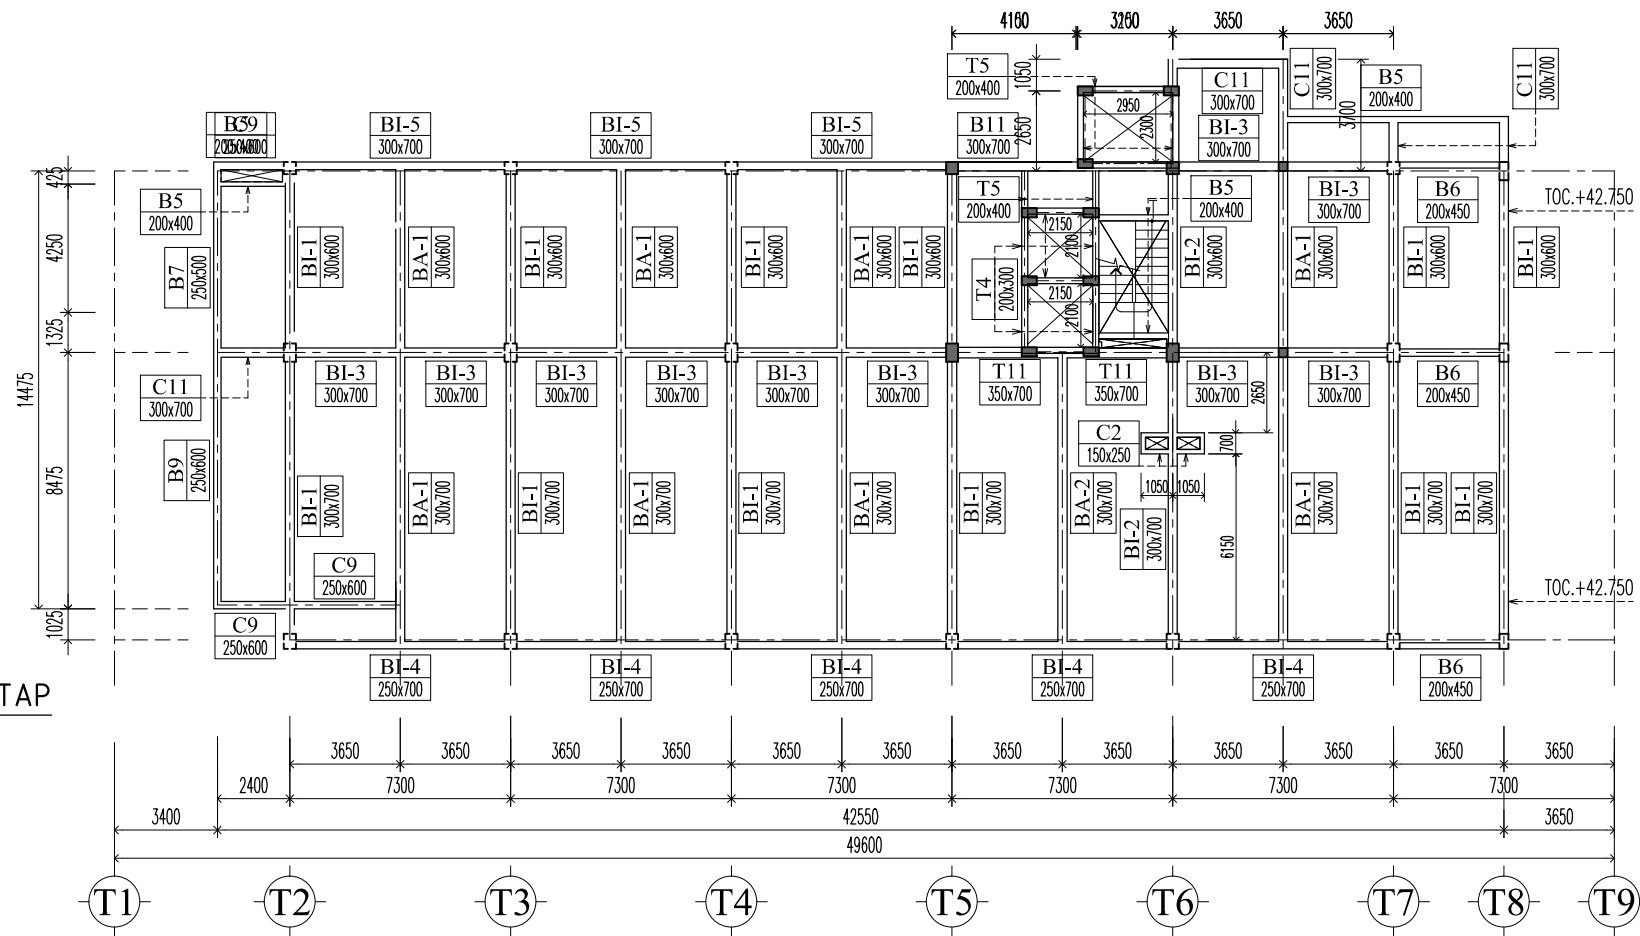 4100
3200
3650
3650
T5
200x400
1050
2650
C11
300x700
C11
300x700
B5
200x400
C11
300x700
3700
2950
2300
C9
BI-5
300x700
BI-5
300x700
BI-5
300x700
B11
300x700
BI-3
300x700
425
B5
200x400
T5
200x400
B5
200x400
BI-3
300x700
B6
200x450
TOC.+42.750
4250
B7
250x500
BI-1
300x600
BA-1
300x600
BI-1
300x600
BA-1
300x600
BI-1
300x600
BA-1
300x600
BI-1
300x600
T4
200x300
2150
2100
2150
2100
BI-2
300x600
BA-1
300x600
BI-1
300x600
BI-1
300x600
1325
14475
C11
300x700
BI-3
300x700
BI-3
300x700
BI-3
300x700
BI-3
300x700
BI-3
300x700
BI-3
300x700
T11
350x700
T11
350x700
BI-3
300x700
2650
BI-3
300x700
B6
200x450
C2
150x250
700
8475
B9
250x600
BI-1
300x700
BA-1
300x700
BI-1
300x700
BA-1
300x700
BI-1
300x700
BA-1
300x700
BI-1
300x700
BA-2
300x700
1050
1050
BI-2
300x700
6150
BA-1
300x700
BI-1
300x700
BI-1
300x700
C9
250x600
TOC.+42.750
1025
C9
250x600
BI-4
250x700
BI-4
250x700
BI-4
250x700
BI-4
250x700
BI-4
250x700
B6
200x450
TAP
3650
3650
3650
3650
3650
3650
3650
3650
3650
3650
3650
3650
2400
7300
7300
7300
7300
7300
7300
3400
42550
3650
49600
T1
T2
T3
T4
T5
T6
T7
T8
T9